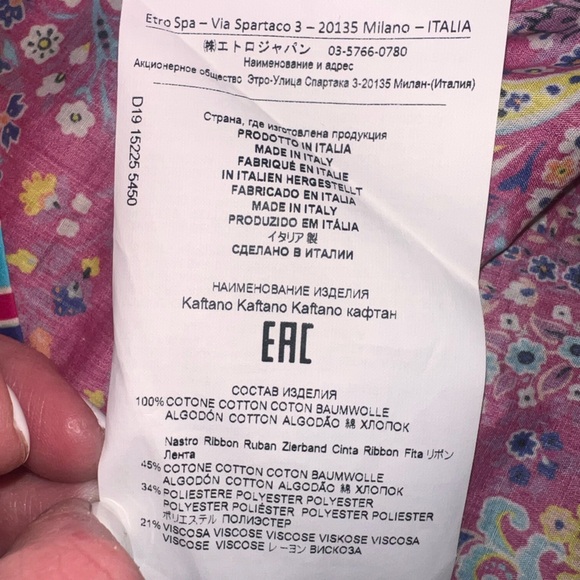 Etro Spa – Via Spartaco 3 – 20135 Milano – ITALIA
㈱エトロジャパン 03-5766-0780
Наименование и адрес
Акционерное общество Этро-Улица Спартака 3-20135 Милан-(Италия)
D19 15225 5450
Страна, где изготовлена продукция
PRODOTTO IN ITALIA
MADE IN ITALY
FABRIQUÉ EN ITALIE
IN ITALIEN HERGESTELLT
FABRICADO EN ITALIA
MADE IN ITALY
PRODUZIDO EM ITÁLIA
イタリア 製
СДЕЛАНО В ИТАЛИИ
НАИМЕНОВАНИЕ ИЗДЕЛИЯ
Kaftano Kaftano Kaftano кафтан
EAC
СОСТАВ ИЗДЕЛИЯ
100% COTONE COTTON COTON BAUMWOLLE
ALGODÓN COTTON ALGODÃO 綿 ХЛОПОК
Nastro Ribbon Ruban Zierband Cinta Ribbon Fita リボン
Лента
45% COTONE COTTON COTON BAUMWOLLE
ALGODÓN COTTON ALGODÃO 綿 ХЛОПОК
34% POLIESTERE POLYESTER POLYESTER
POLYESTER POLIÉSTER POLYESTER POLIESTER
ポリエステル ПОЛИЭСТЕР
21% VISCOSA VISCOSE VISCOSE VISKOSE VISCOSA
VISCOSE VISCOSE レーヨン ВИСКОЗА